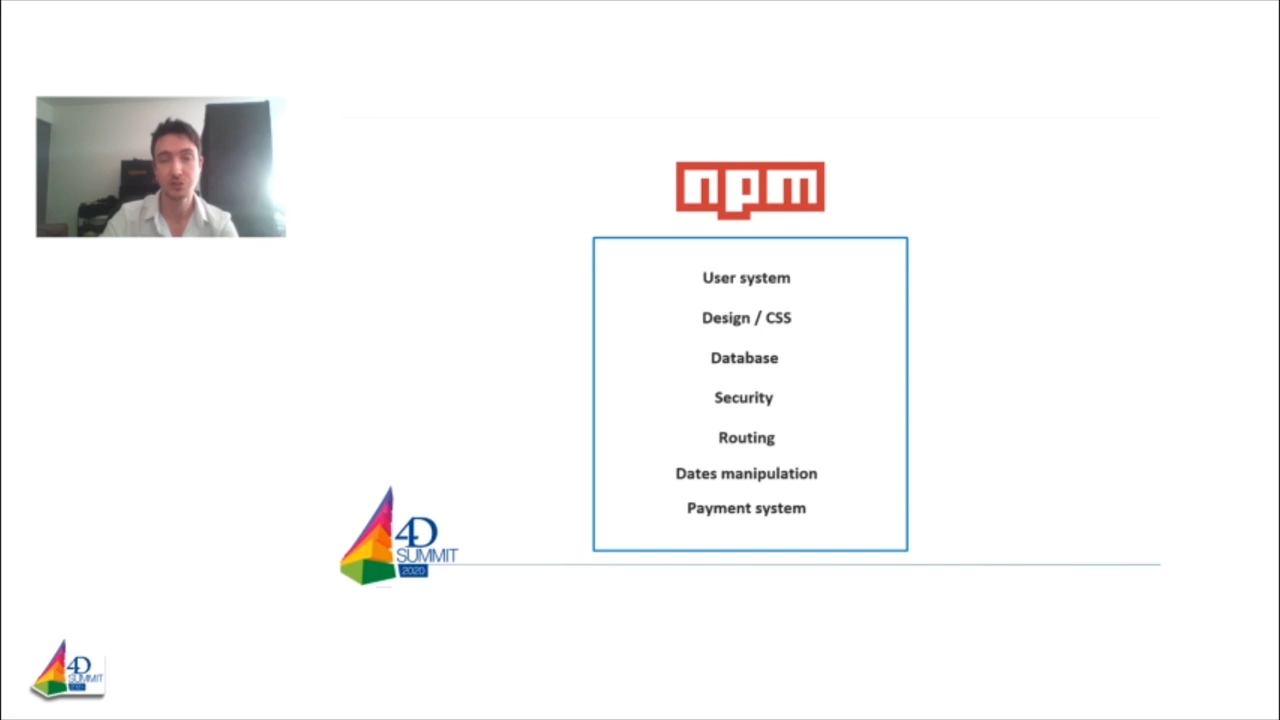 npm
User system
Design / CSS
Database
Security
Routing
Dates manipulation
Payment system
4D
SUMMIT
2020
4D
SUMMIT